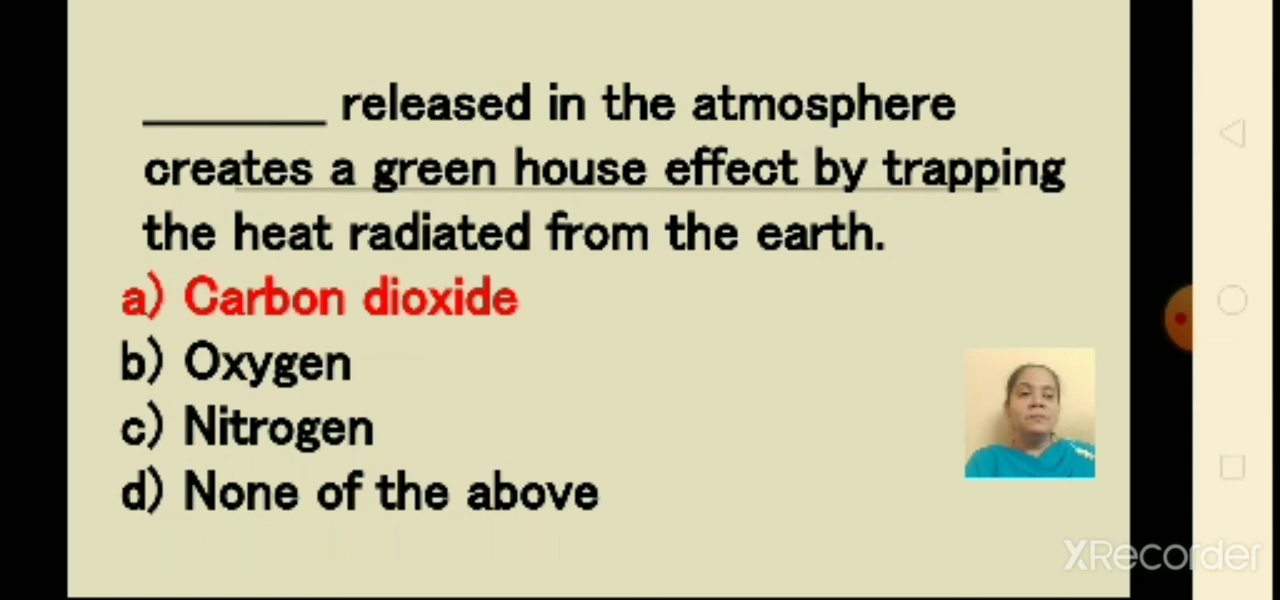 _______ released in the atmosphere
creates a green house effect by trapping
the heat radiated from the earth.
a) Carbon dioxide
b) Oxygen
c) Nitrogen
d) None of the above
XRecorder